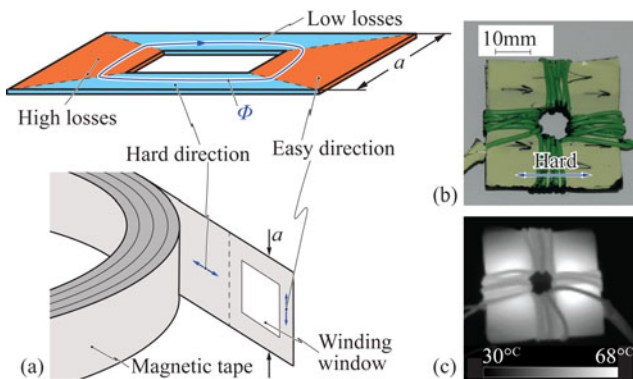 Low losses
a
High losses
Φ
Hard direction
Easy direction
a
Winding
window
Magnetic tape
(a)
10mm
Hard
(b)
30°C
68°C
(c)